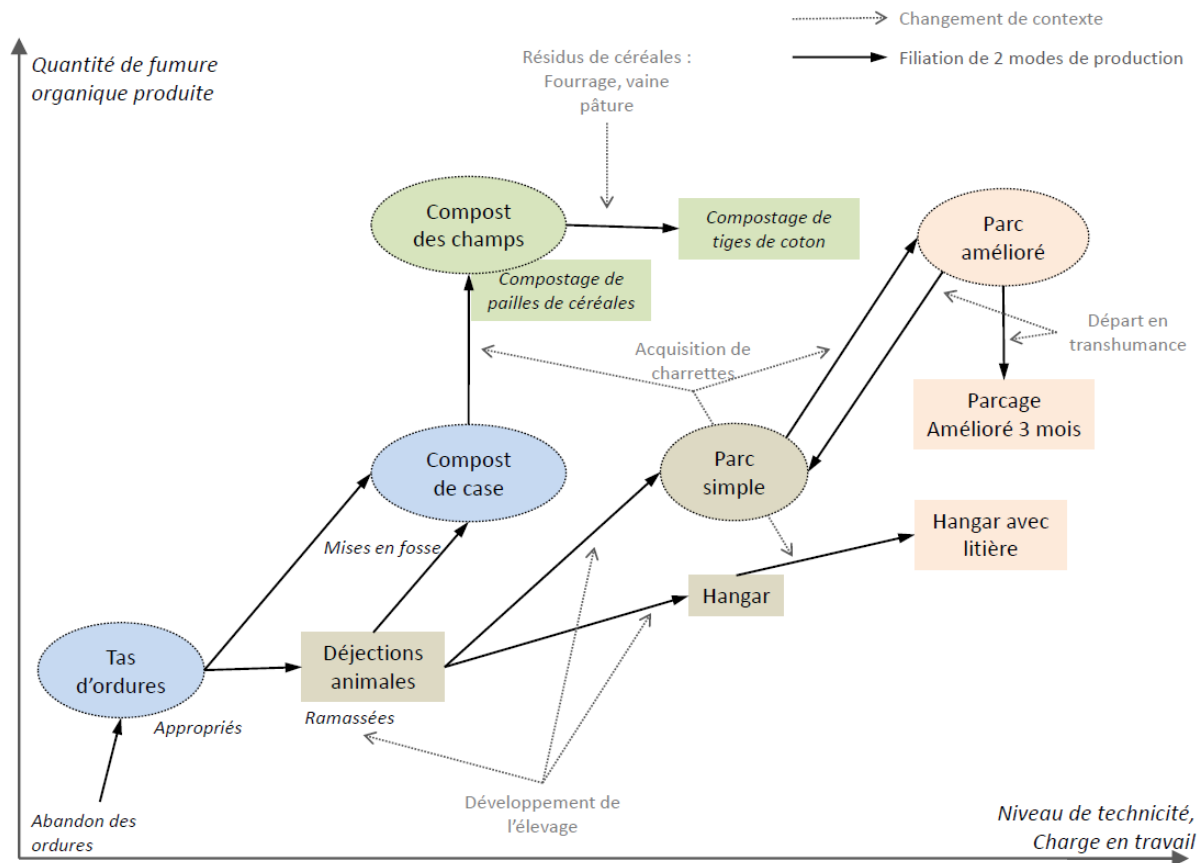 Changement de contexte
Filiation de 2 modes de production
Quantité de fumure
organique produite
Résidus de céréales :
Fourrage, vaine
pâture
Compost
des champs
Compostage de
tiges de coton
Parc
amélioré
Compostage de
pailles de céréales
Départ en
transhumance
Acquisition de
charrettes
Parcage
Amélioré 3 mois
Compost
de case
Parc
simple
Hangar avec
litière
Mises en fosse
Hangar
Tas
d'ordures
Déjections
animales
Appropriés
Ramassées
Développement de
l'élevage
Abandon des
ordures
Niveau de technicité,
Charge en travail